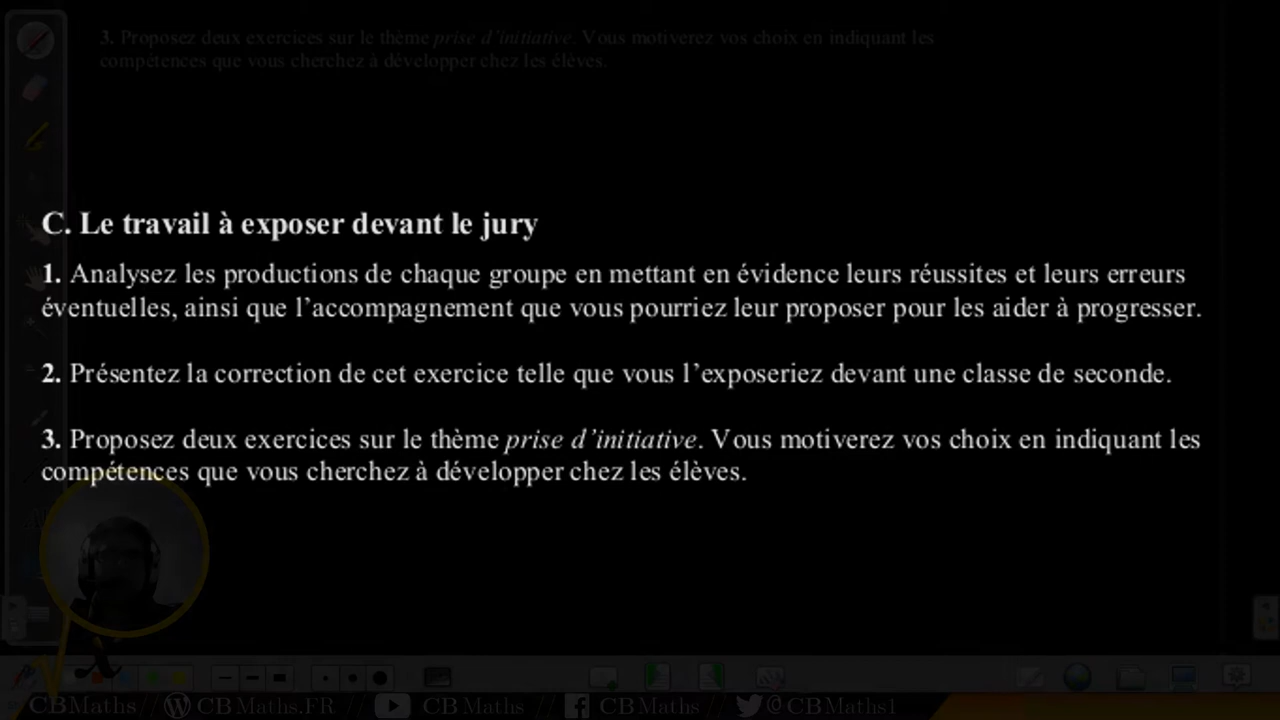 3. Proposez deux exercices sur le thème prise d'initiative. Vous motiverez vos choix en indiquant les
compétences que vous cherchez à développer chez les élèves.
C. Le travail à exposer devant le jury
1. Analysez les productions de chaque groupe en mettant en évidence leurs réussites et leurs erreurs
éventuelles, ainsi que l'accompagnement que vous pourriez leur proposer pour les aider à progresser.
2. Présentez la correction de cet exercice telle que vous l'exposeriez devant une classe de seconde.
3. Proposez deux exercices sur le thème prise d'initiative. Vous motiverez vos choix en indiquant les
compétences que vous cherchez à développer chez les élèves.
CBMaths // CBMaths.FR // CBMaths // CBMaths // @CBMaths1